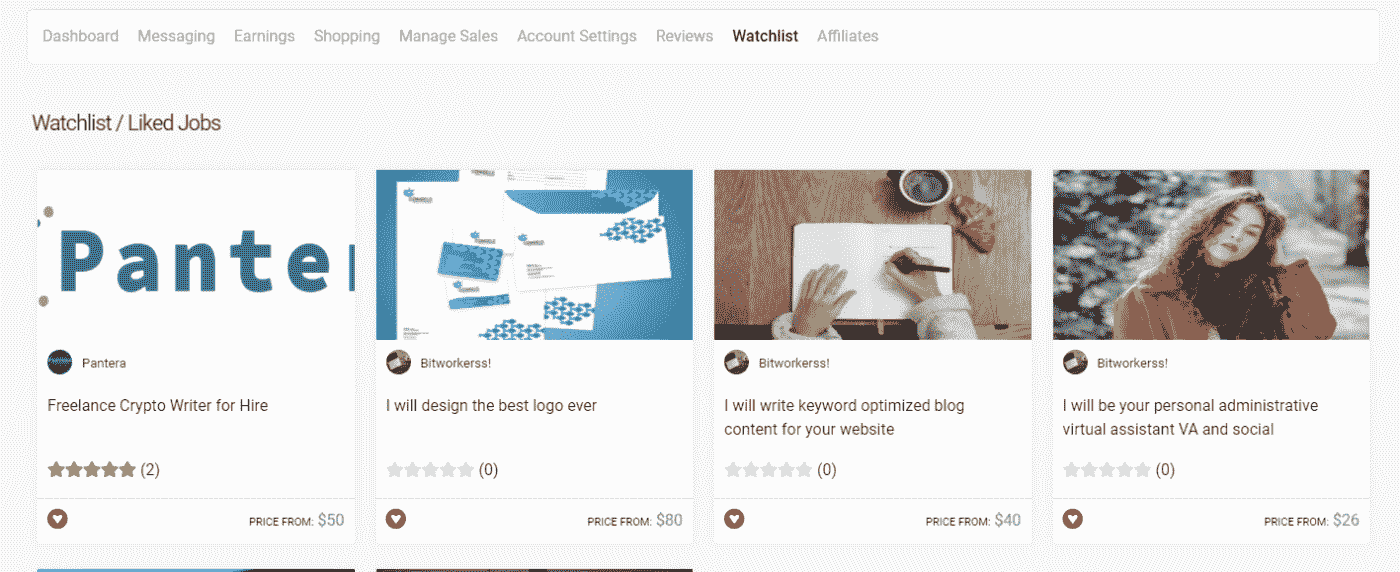 Dashboard Messaging Earnings Shopping Manage Sales Account Settings Reviews Watchlist Affiliates
Watchlist / Liked Jobs
Pante
Pantera
Freelance Crypto Writer for Hire
(2)
PRICE FROM: $50
Bitworkerss!
I will design the best logo ever
(0)
PRICE FROM: $80
Bitworkerss!
I will write keyword optimized blog
content for your website
(0)
PRICE FROM: $40
Bitworkerss!
I will be your personal administrative
virtual assistant VA and social
(0)
PRICE FROM: $26